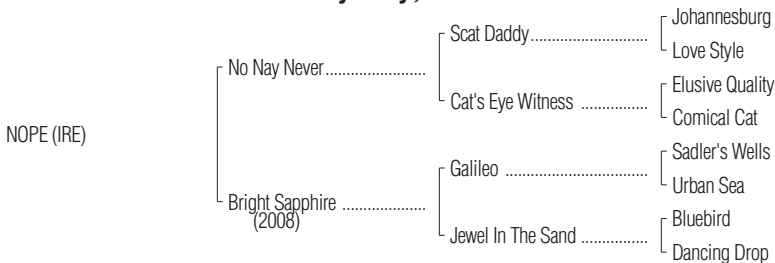 Johannesburg
Scat Daddy
Love Style
No Nay Never
Elusive Quality
Cat's Eye Witness
Comical Cat
NOPE (IRE)
Sadler's Wells
Galileo
Urban Sea
Bright Sapphire
(2008)
Bluebird
Jewel In The Sand
Dancing Drop